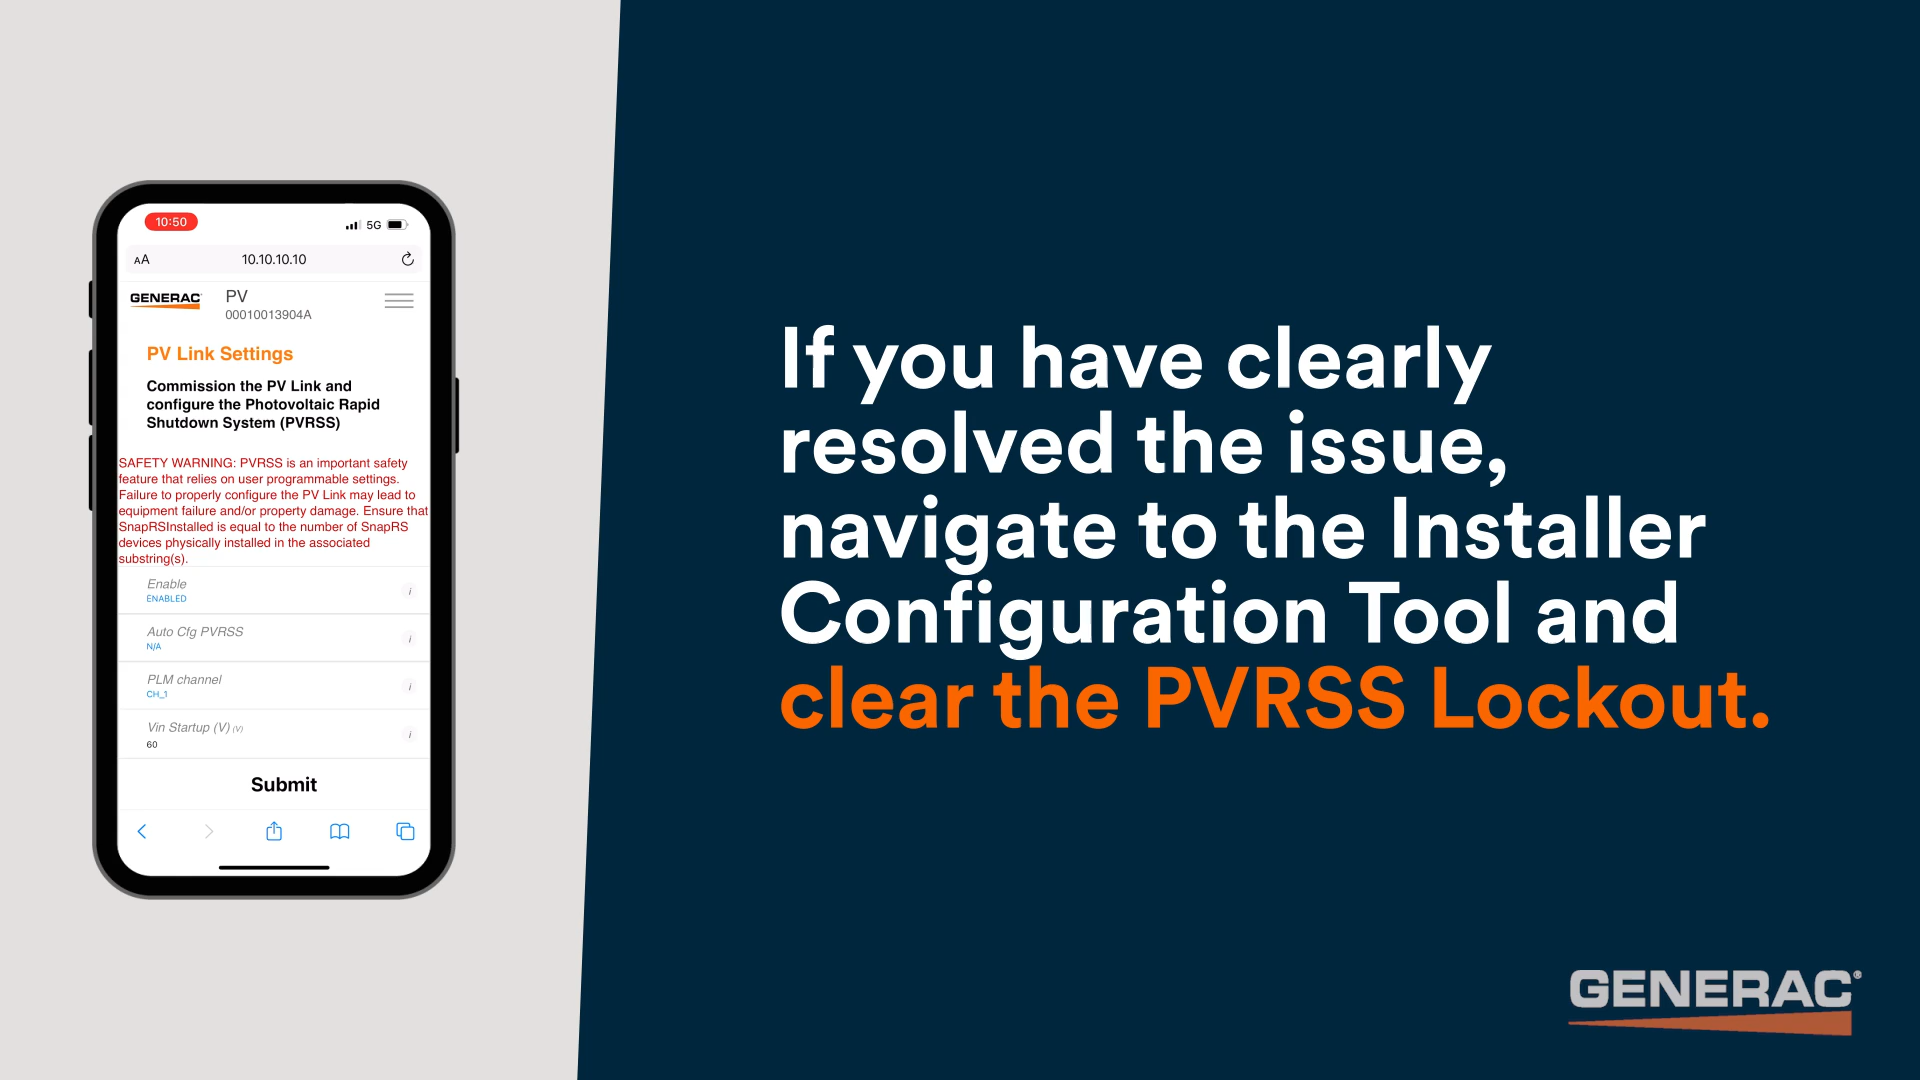 10:50
5G
AA
10.10.10.10
GENERAC
PV
00010013904A
PV Link Settings
Commission the PV Link and
configure the Photovoltaic Rapid
Shutdown System (PVRSS)
SAFETY WARNING: PVRSS is an important safety
feature that relies on user programmable settings.
Failure to properly configure the PV Link may lead to
equipment failure and/or property damage. Ensure that
SnapRSInstalled is equal to the number of SnapRS
devices physically installed in the associated
substring(s).
Enable
ENABLED
i
Auto Cfg PVRSS
N/A
i
PLM channel
CH_1
i
Vin Startup (V) (V)
60
i
Submit
If you have clearly
resolved the issue,
navigate to the Installer
Configuration Tool and
clear the PVRSS Lockout.
GENERAC®